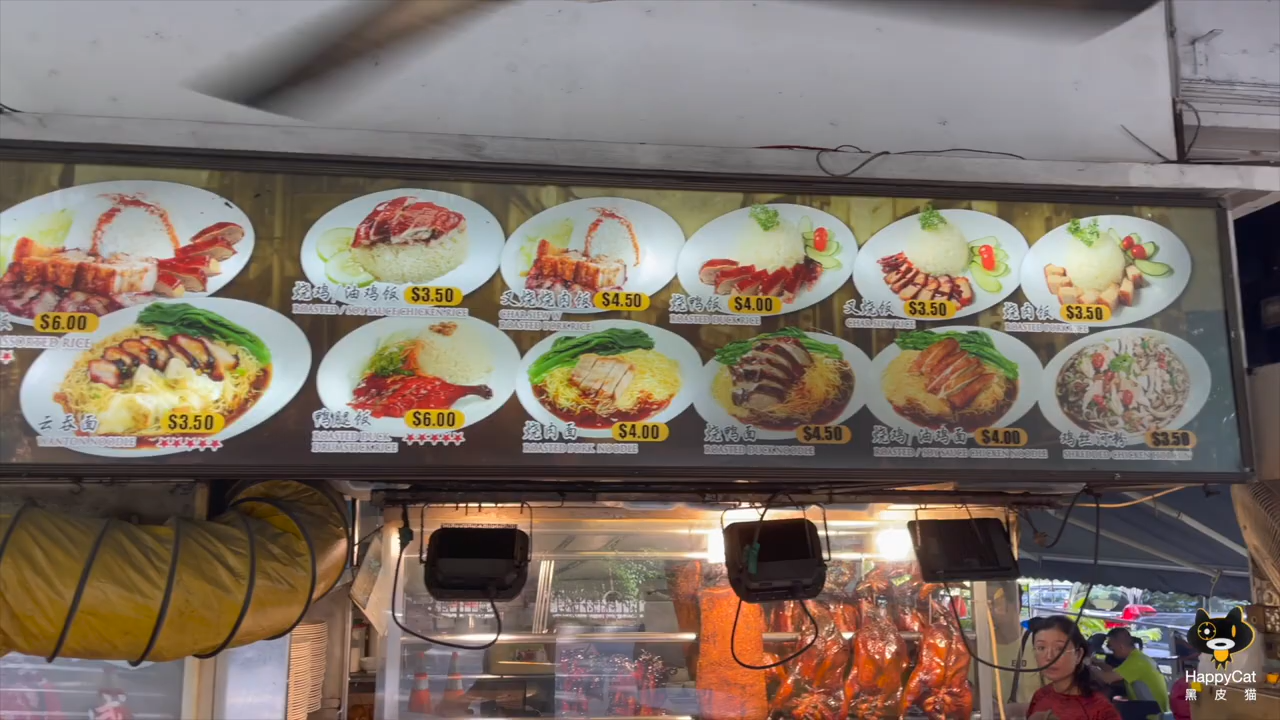 烧鸡 油鸡饭 $3.50
ROASTED / SOY SAUCE CHICKEN RICE
叉烧烧肉饭 $4.50
CHAR SIEW N
ROAST PORK RICE
烧鸭饭 $4.00
ROASTED DUCK RICE
叉烧饭 $3.50
CHAR SIEW RICE
烧肉饭 $3.50
ROASTED PORK RICE
饭 $6.00
ASSORTED RICE
云吞面 $3.50
WANTON NOODLE
鸭腿饭 $6.00
ROASTED DUCK
DRUMSTICK RICE
烧肉面 $4.00
ROASTED PORK NOODLE
烧鸭面 $4.50
ROASTED DUCK NOODLE
烧鸡 油鸡面 $4.00
ROASTED / SOY SAUCE CHICKEN NOODLE
鸡丝河粉 $3.50
SHREDDED CHICKEN HOR FUN
HappyCat
黑皮猫